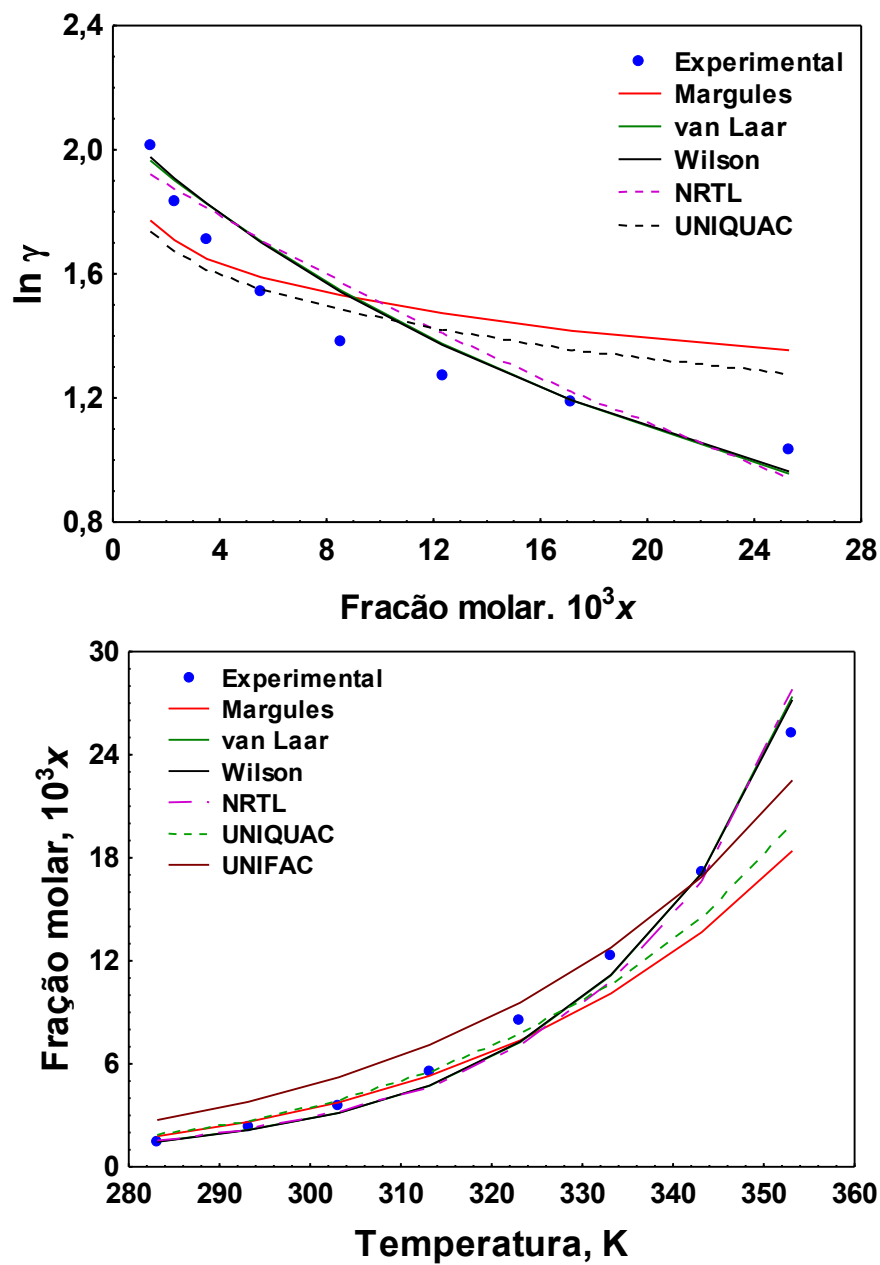 2,4
2,0
1,6
1,2
0,8
ln γ
Experimental
Margules
van Laar
Wilson
NRTL
UNIQUAC
0 4 8 12 16 20 24 28
Fracão molar. 10³x
30
24
18
12
6
0
Fração molar, 10³x
Experimental
Margules
van Laar
Wilson
NRTL
UNIQUAC
UNIFAC
280 290 300 310 320 330 340 350 360
Temperatura, K